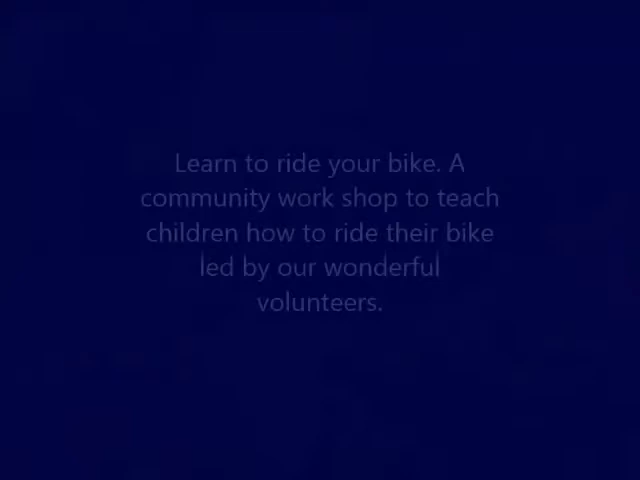 Learn to ride your bike. A
community work shop to teach
children how to ride their bike
led by our wonderful
volunteers.